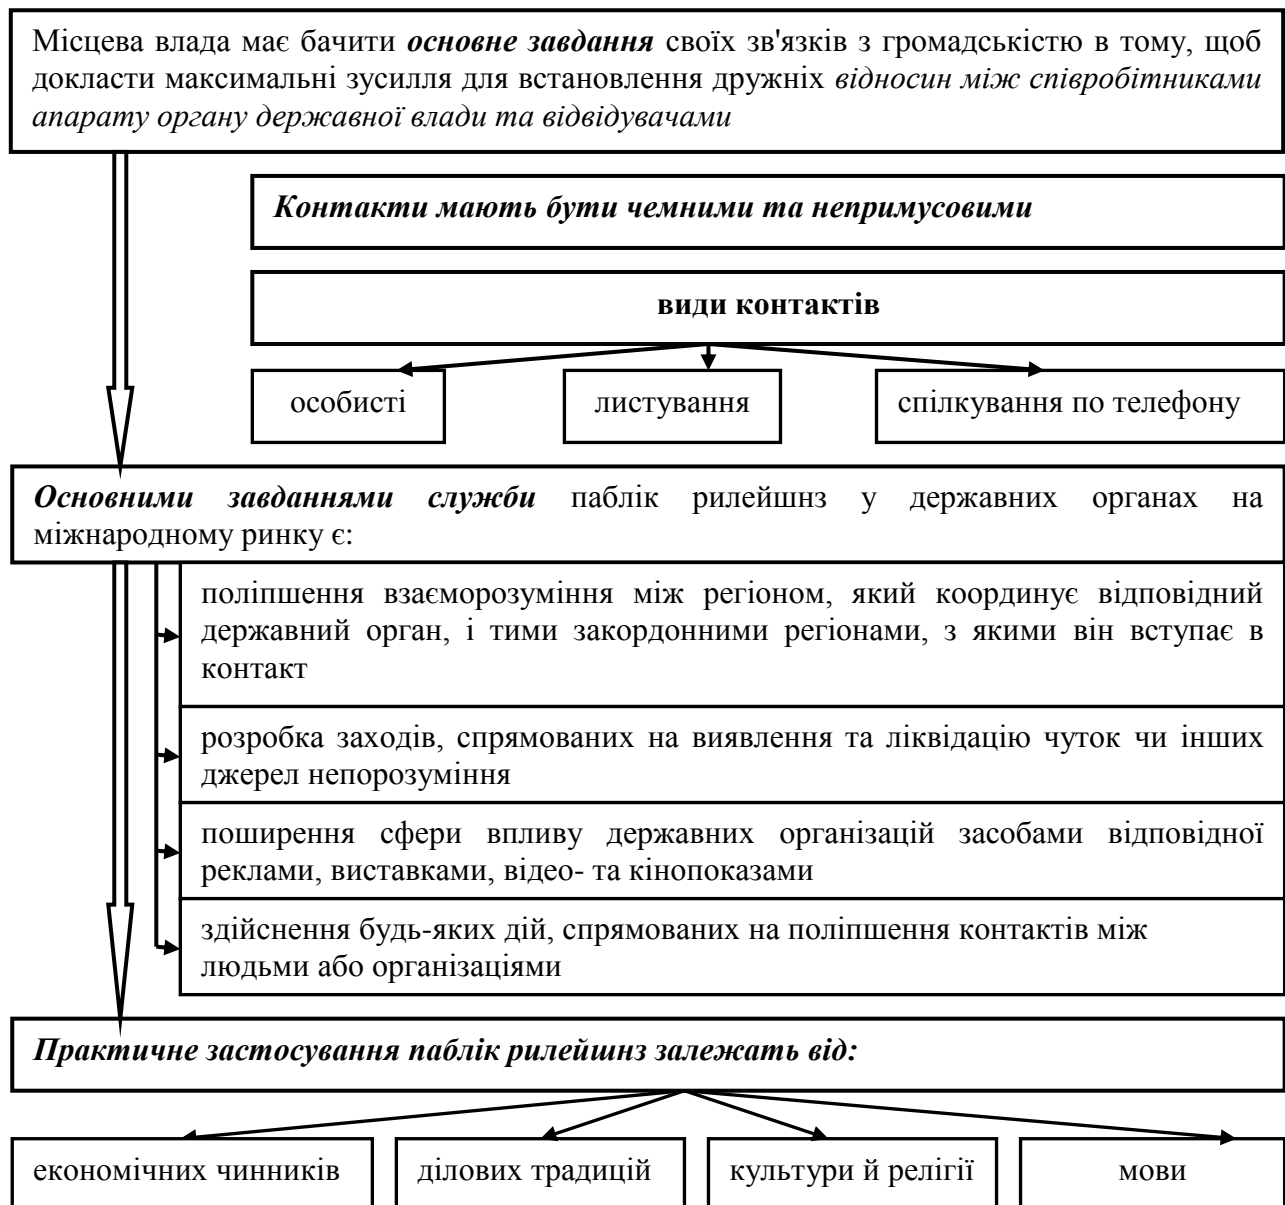 Місцева влада має бачити основне завдання своїх зв'язків з громадськістю в тому, щоб
докласти максимальні зусилля для встановлення дружніх відносин між співробітниками
апарату органу державної влади та відвідувачами
Контакти мають бути чемними та непримусовими
види контактів
особисті
листування
спілкування по телефону
Основними завданнями служби паблік рилейшнз у державних органах на
міжнародному ринку є:
поліпшення взаєморозуміння між регіоном, який координує відповідний
державний орган, і тими закордонними регіонами, з якими він вступає в
контакт
розробка заходів, спрямованих на виявлення та ліквідацію чуток чи інших
джерел непорозуміння
поширення сфери впливу державних організацій засобами відповідної
реклами, виставками, відео- та кінопоказами
здійснення будь-яких дій, спрямованих на поліпшення контактів між
людьми або організаціями
Практичне застосування паблік рилейшнз залежать від:
економічних чинників
ділових традицій
культури й релігії
мови